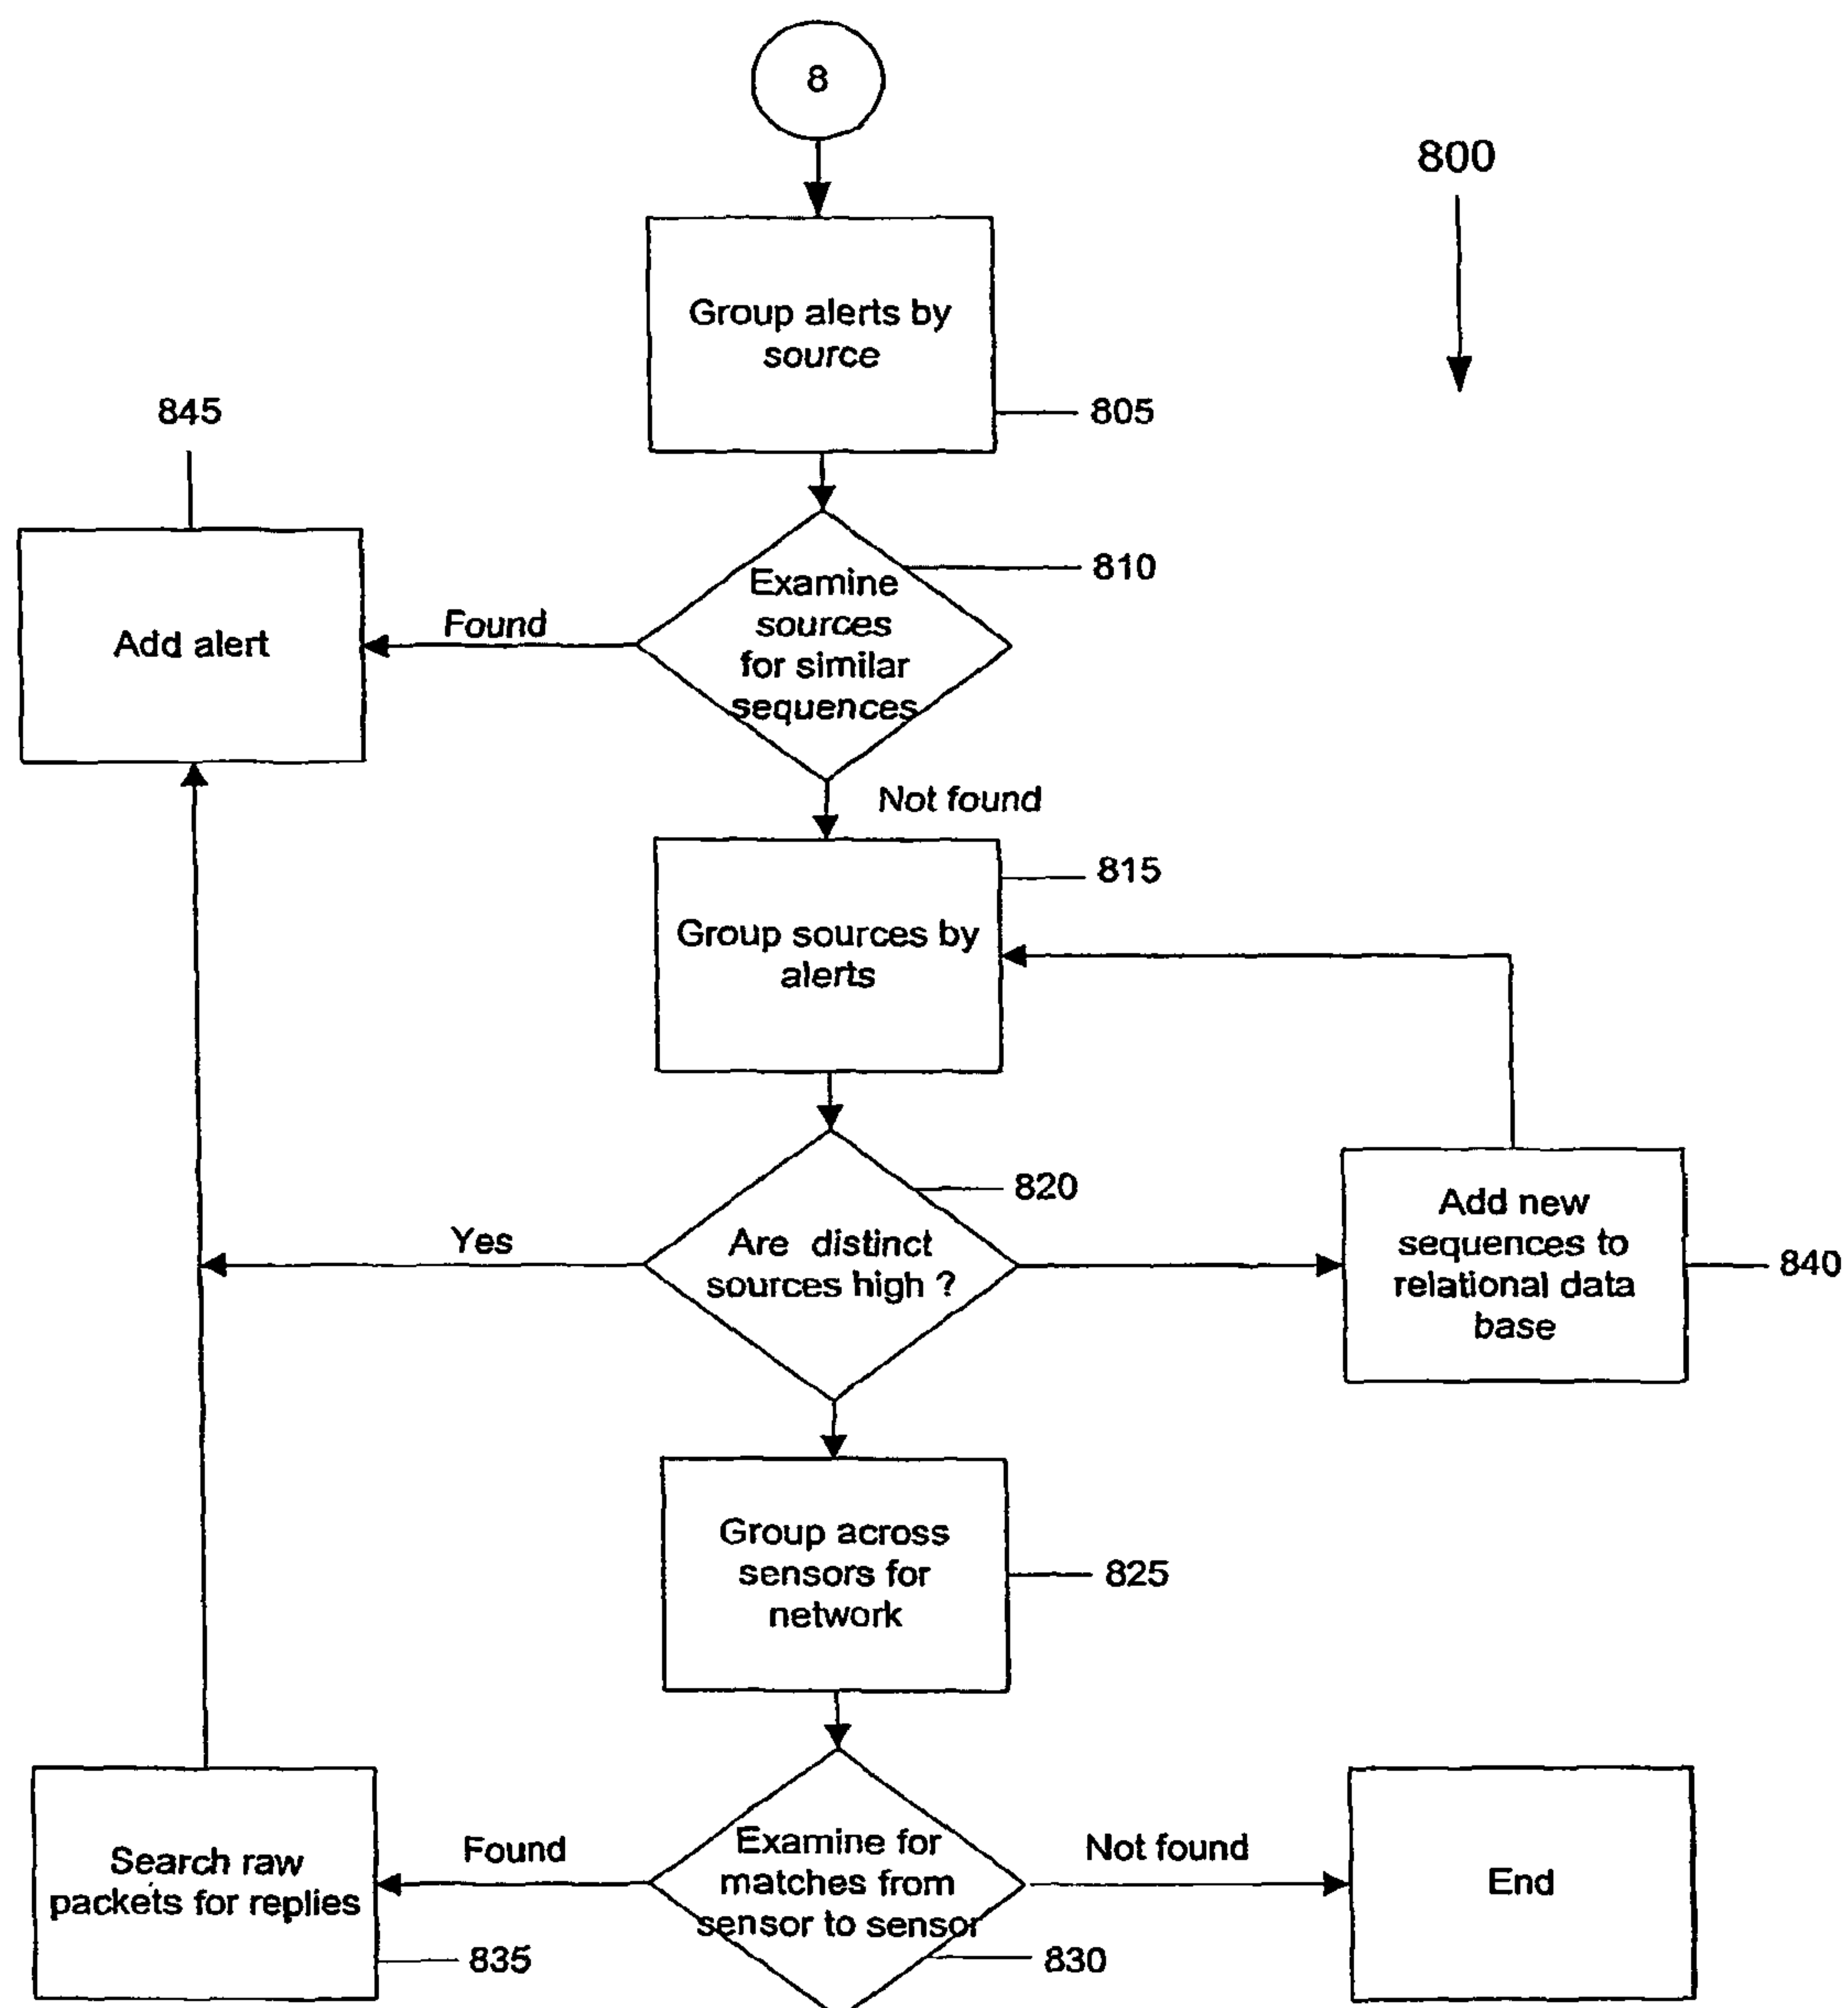 8
800
Group alerts by
source
805
845
810
Examine
sources
for similar
sequences
Found
Add alert
Not found
815
Group sources by
alerts
820
Yes
Are distinct
sources high ?
Add new
sequences to
relational data
base
840
Group across
sensors for
network
825
Search raw
packets for replies
835
Found
Examine for
matches from
sensor to sensor
830
Not found
End